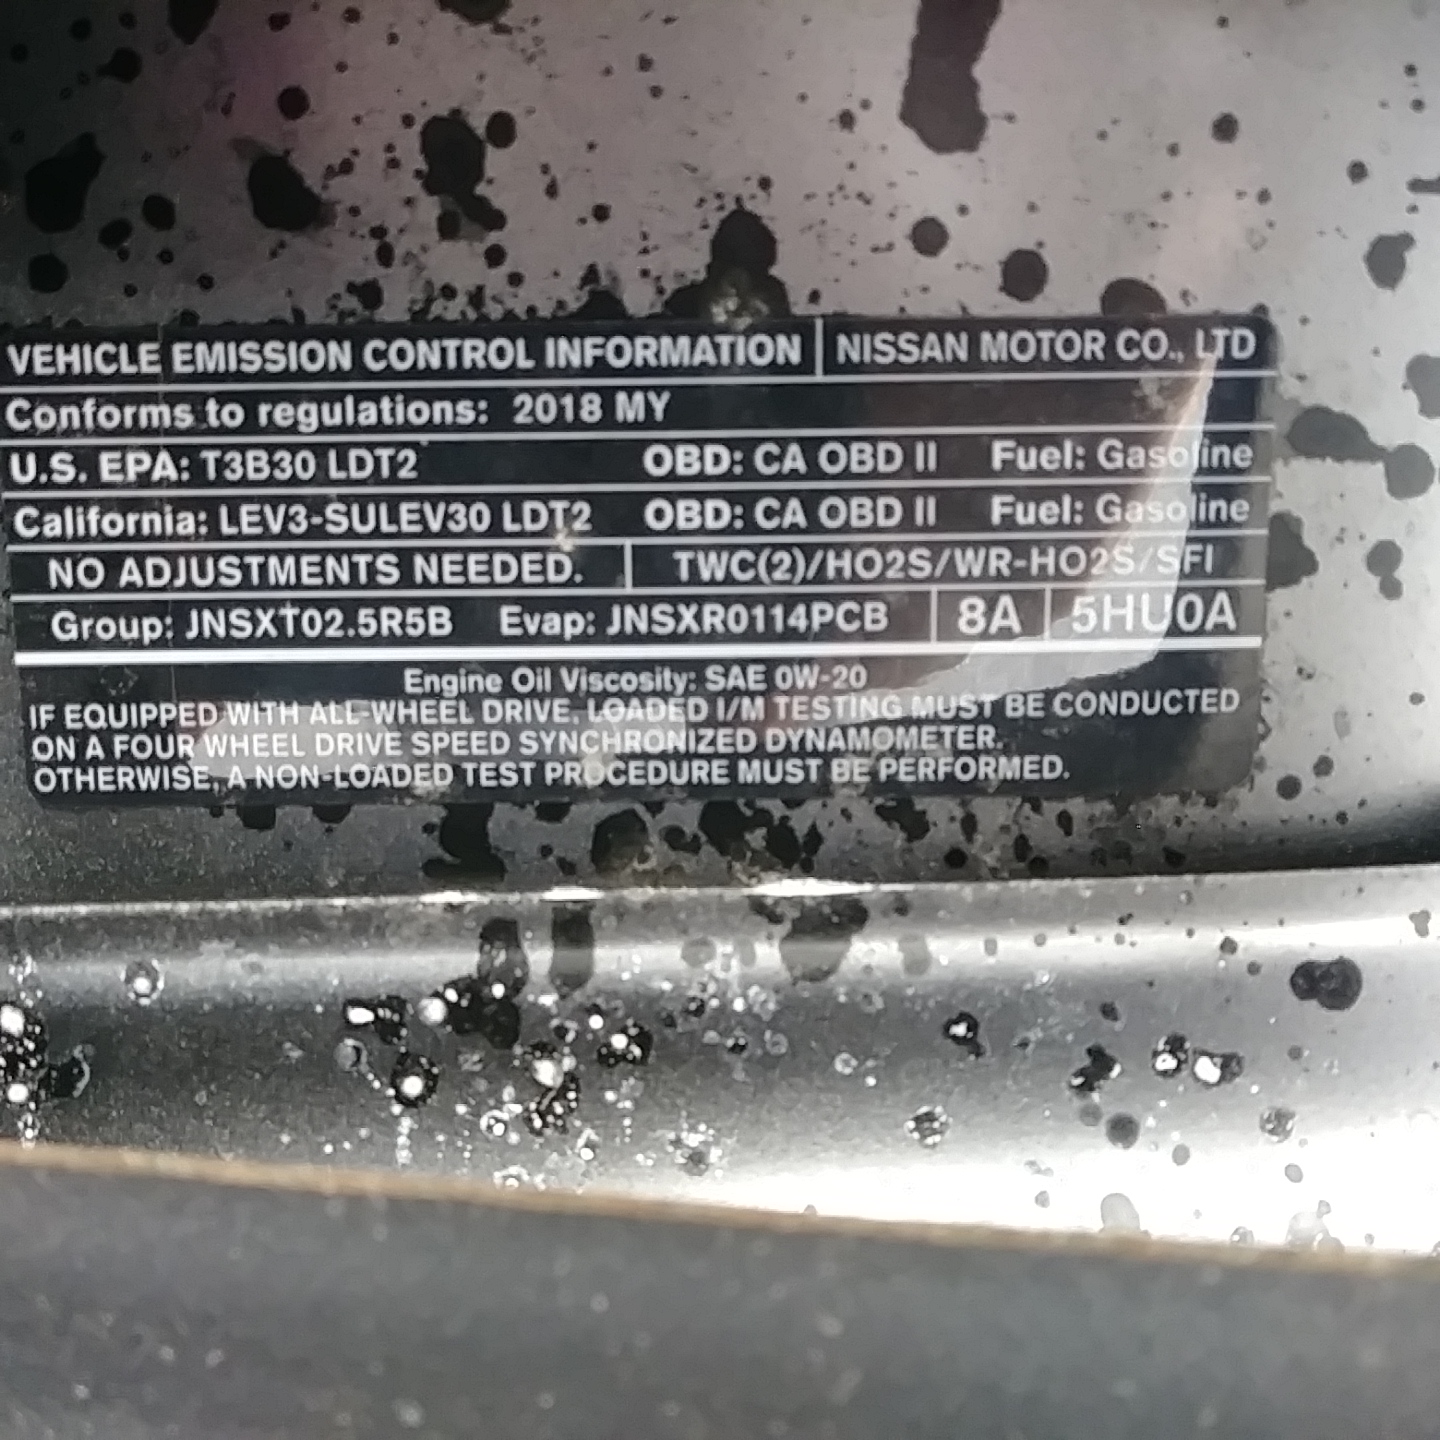 VEHICLE EMISSION CONTROL INFORMATION NISSAN MOTOR CO., LTD
Conforms to regulations: 2018 MY
U.S. EPA: T3B30 LDT2 OBD: CA OBD II Fuel: Gasoline
California: LEV3-SULEV30 LDT2 OBD: CA OBD II Fuel: Gasoline
NO ADJUSTMENTS NEEDED. TWC(2)/HO2S/WR-HO2S/SFI
Group: JNSXT02.5R5B Evap: JNSXR0114PCB 8A 5HU0A
Engine Oil Viscosity: SAE 0W-20
IF EQUIPPED WITH ALL-WHEEL DRIVE, LOADED I/M TESTING MUST BE CONDUCTED
ON A FOUR WHEEL DRIVE SPEED SYNCHRONIZED DYNAMOMETER.
OTHERWISE, A NON-LOADED TEST PROCEDURE MUST BE PERFORMED.